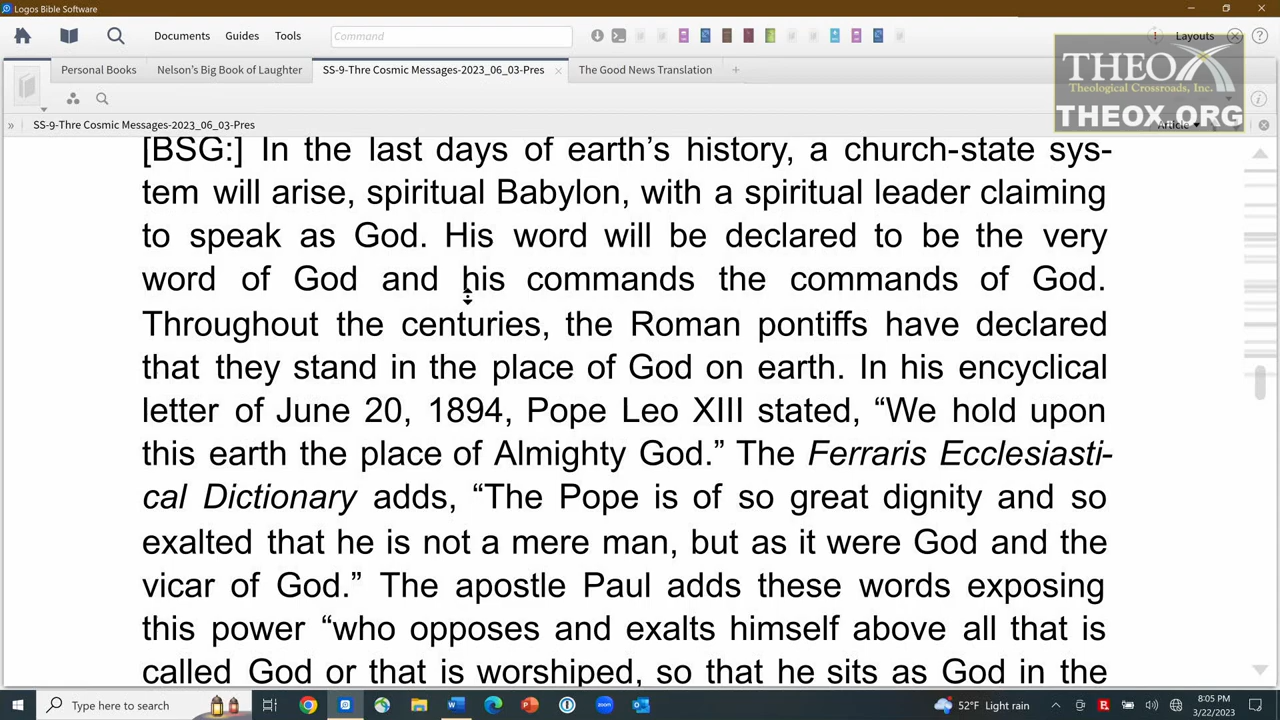 Logos Bible Software
Documents Guides Tools Command Layouts
Personal Books Nelson's Big Book of Laughter SS-9-Thre Cosmic Messages-2023_06_03-Pres The Good News Translation
THEOX
Theological Crossroads, Inc.
THEOX.ORG
SS-9-Thre Cosmic Messages-2023_06_03-Pres Article
[BSG:] In the last days of earth’s history, a church-state sys-
tem will arise, spiritual Babylon, with a spiritual leader claiming
to speak as God. His word will be declared to be the very
word of God and his commands the commands of God.
Throughout the centuries, the Roman pontiffs have declared
that they stand in the place of God on earth. In his encyclical
letter of June 20, 1894, Pope Leo XIII stated, “We hold upon
this earth the place of Almighty God.” The Ferraris Ecclesiasti-
cal Dictionary adds, “The Pope is of so great dignity and so
exalted that he is not a mere man, but as it were God and the
vicar of God.” The apostle Paul adds these words exposing
this power “who opposes and exalts himself above all that is
called God or that is worshiped, so that he sits as God in the
Type here to search
52°F Light rain
8:05 PM
3/22/2023